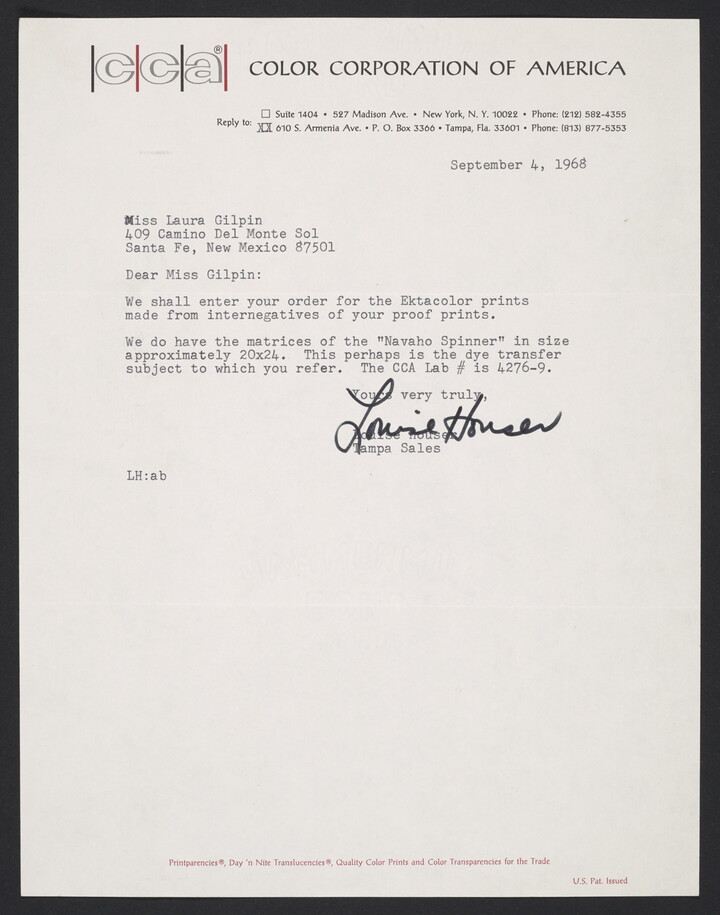 cca® COLOR CORPORATION OF AMERICA
Reply to:
☐ Suite 1404 • 527 Madison Ave. • New York, N. Y. 10022 • Phone: (212) 582-4355
XX 610 S. Armenia Ave. • P. O. Box 3366 • Tampa, Fla. 33601 • Phone: (813) 877-5353
September 4, 1968
Miss Laura Gilpin
409 Camino Del Monte Sol
Santa Fe, New Mexico 87501
Dear Miss Gilpin:
We shall enter your order for the Ektacolor prints
made from internegatives of your proof prints.
We do have the matrices of the "Navaho Spinner" in size
approximately 20x24. This perhaps is the dye transfer
subject to which you refer. The CCA Lab # is 4276-9.
Yours very truly,
Louise Houser
Louise Houser
Tampa Sales
LH:ab
Printparencies®, Day 'n Nite Translucencies®, Quality Color Prints and Color Transparencies for the Trade
U.S. Pat. Issued